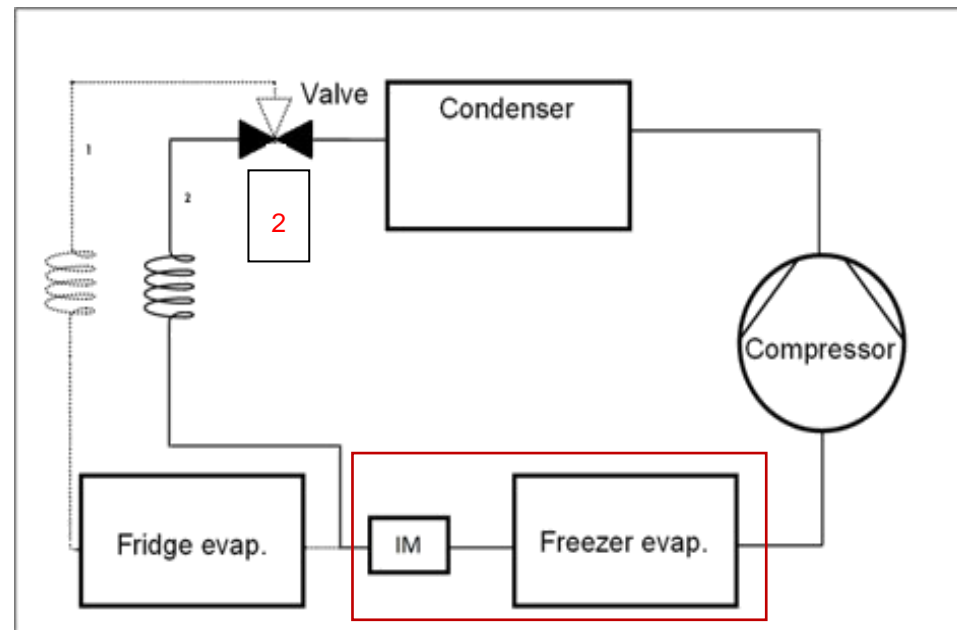 Valve
Condenser
1
2
2
Compressor
Fridge evap.
IM
Freezer evap.